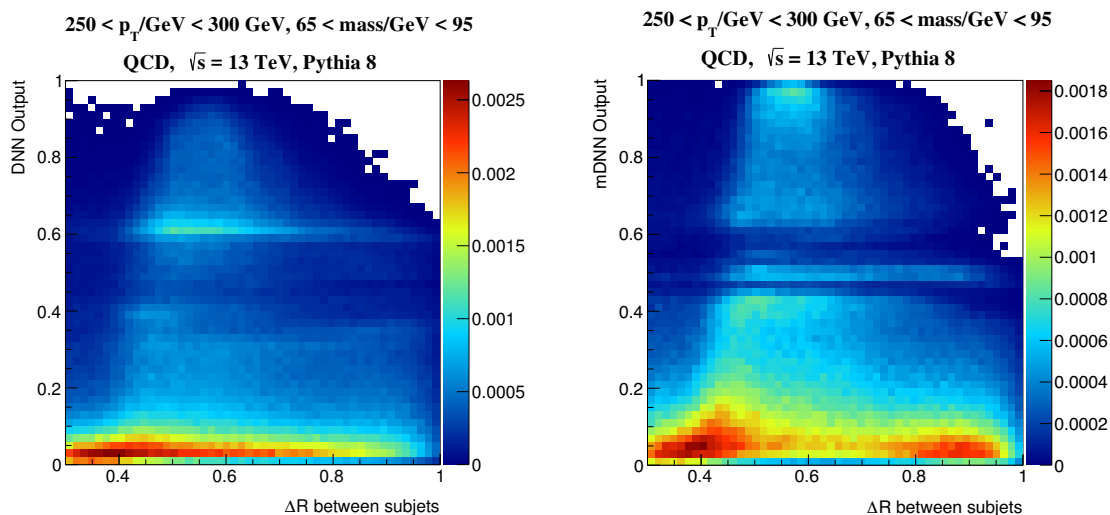 250 < p_T/GeV < 300 GeV, 65 < mass/GeV < 95
QCD, √s = 13 TeV, Pythia 8
DNN Output
1
0.8
0.6
0.4
0.2
0
0.4 0.6 0.8 1
ΔR between subjets
0.0025
0.002
0.0015
0.001
0.0005
0
250 < p_T/GeV < 300 GeV, 65 < mass/GeV < 95
QCD, √s = 13 TeV, Pythia 8
mDNN Output
1
0.8
0.6
0.4
0.2
0
0.4 0.6 0.8 1
ΔR between subjets
0.0018
0.0016
0.0014
0.0012
0.001
0.0008
0.0006
0.0004
0.0002
0